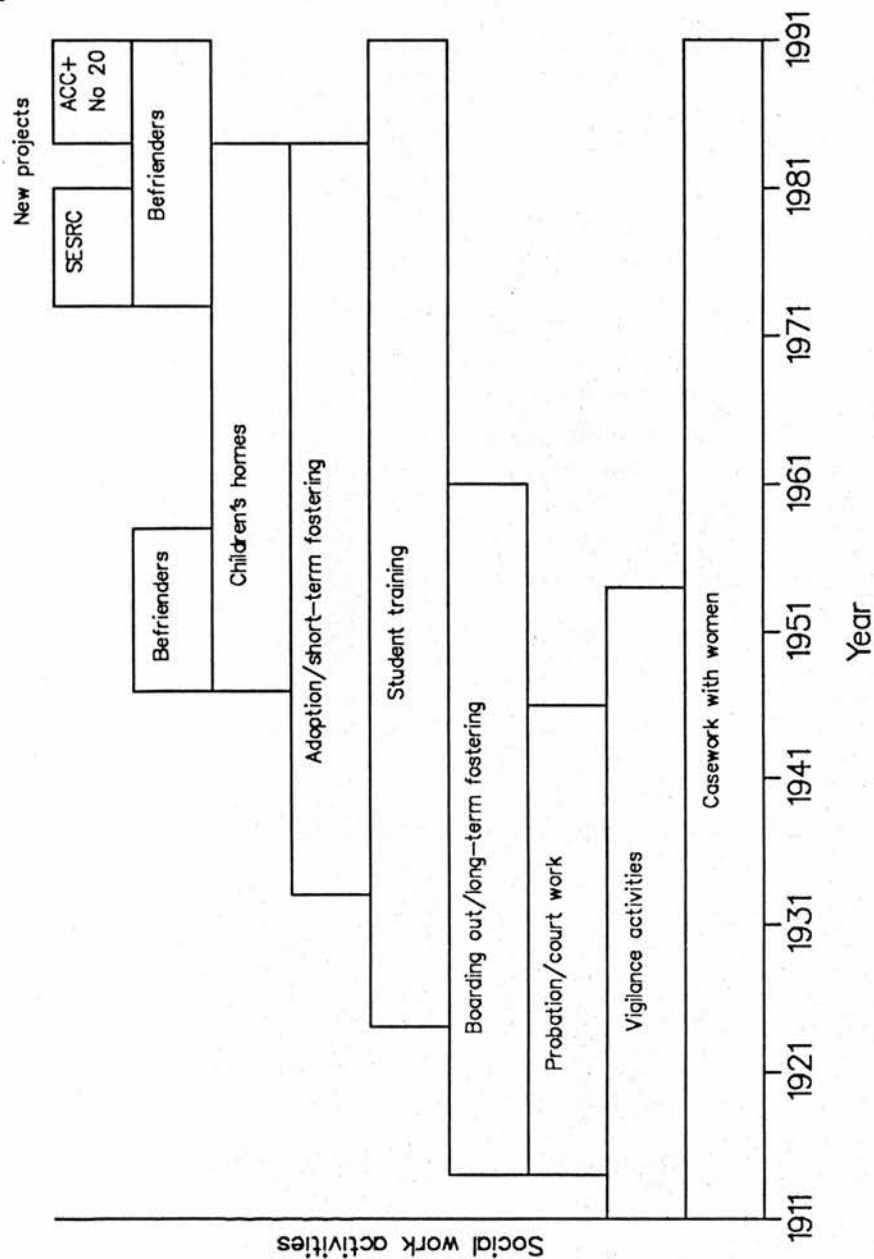 New projects
SESRC
ACC+
No 20
Befrienders
Befrienders
Children's homes
Adoption/short-term fostering
Student training
Boarding out/long-term fostering
Probation/court work
Vigilance activities
Casework with women
1911 1921 1931 1941 1951 1961 1971 1981 1991
Year
Social work activities